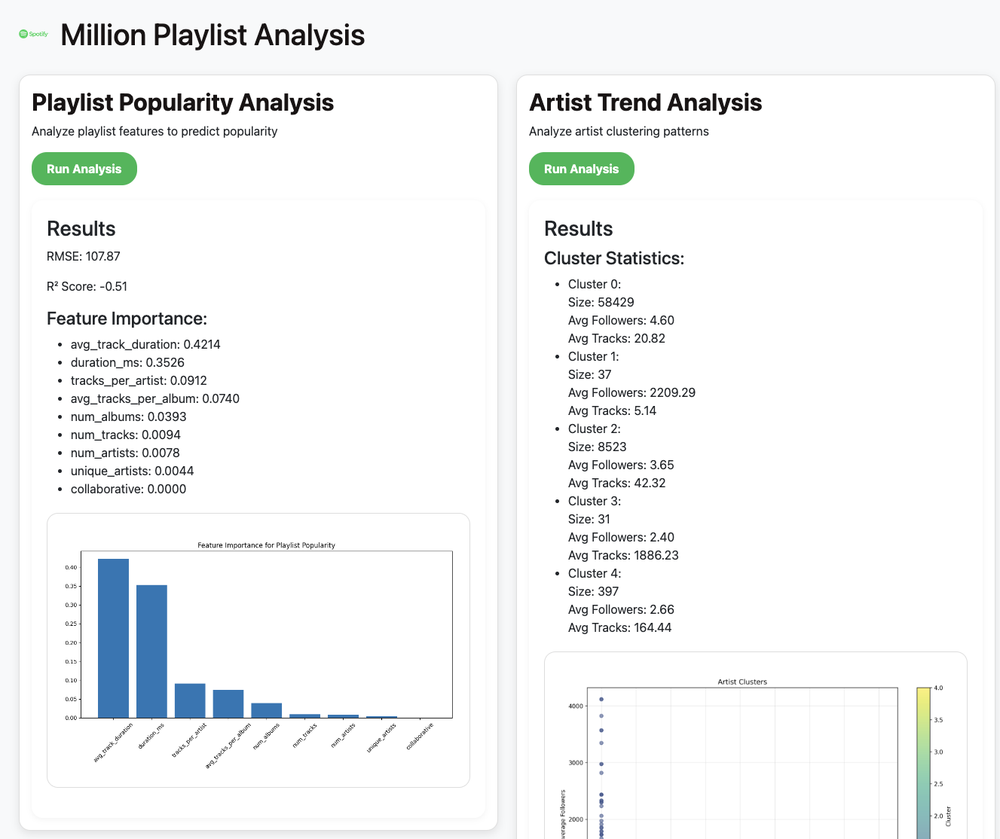 Spotify
Million Playlist Analysis
Playlist Popularity Analysis
Analyze playlist features to predict popularity
Run Analysis
Results
RMSE: 107.87
R² Score: -0.51
Feature Importance:
• avg_track_duration: 0.4214
• duration_ms: 0.3526
• tracks_per_artist: 0.0912
• avg_tracks_per_album: 0.0740
• num_albums: 0.0393
• num_tracks: 0.0094
• num_artists: 0.0078
• unique_artists: 0.0044
• collaborative: 0.0000
Feature Importance for Playlist Popularity
0.40
0.35
0.30
0.25
0.20
0.15
0.10
0.05
0.00
avg_track_duration
duration_ms
tracks_per_artist
avg_tracks_per_album
num_albums
num_tracks
num_artists
unique_artists
collaborative
Artist Trend Analysis
Analyze artist clustering patterns
Run Analysis
Results
Cluster Statistics:
• Cluster 0:
Size: 58429
Avg Followers: 4.60
Avg Tracks: 20.82
• Cluster 1:
Size: 37
Avg Followers: 2209.29
Avg Tracks: 5.14
• Cluster 2:
Size: 8523
Avg Followers: 3.65
Avg Tracks: 42.32
• Cluster 3:
Size: 31
Avg Followers: 2.40
Avg Tracks: 1886.23
• Cluster 4:
Size: 397
Avg Followers: 2.66
Avg Tracks: 164.44
Artist Clusters
4000
3000
2000
verage Followers
4.0
3.5
3.0
2.5
2.0
Cluster